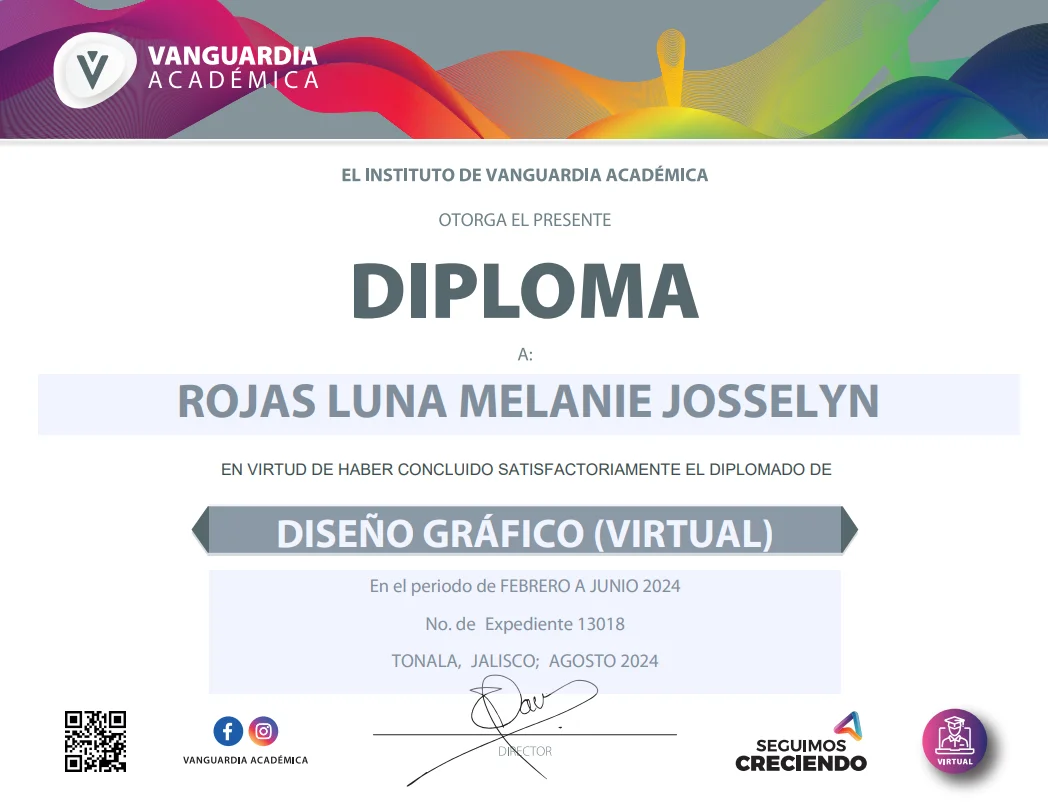 VANGUARDIA
ACADÉMICA
EL INSTITUTO DE VANGUARDIA ACADÉMICA
OTORGA EL PRESENTE
DIPLOMA
A:
ROJAS LUNA MELANIE JOSSELYN
EN VIRTUD DE HABER CONCLUIDO SATISFACTORIAMENTE EL DIPLOMADO DE
DISEÑO GRÁFICO (VIRTUAL)
En el periodo de FEBRERO A JUNIO 2024
No. de Expediente 13018
TONALA, JALISCO; AGOSTO 2024
DIRECTOR
VANGUARDIA ACADÉMICA
SEGUIMOS
CRECIENDO
VIRTUAL